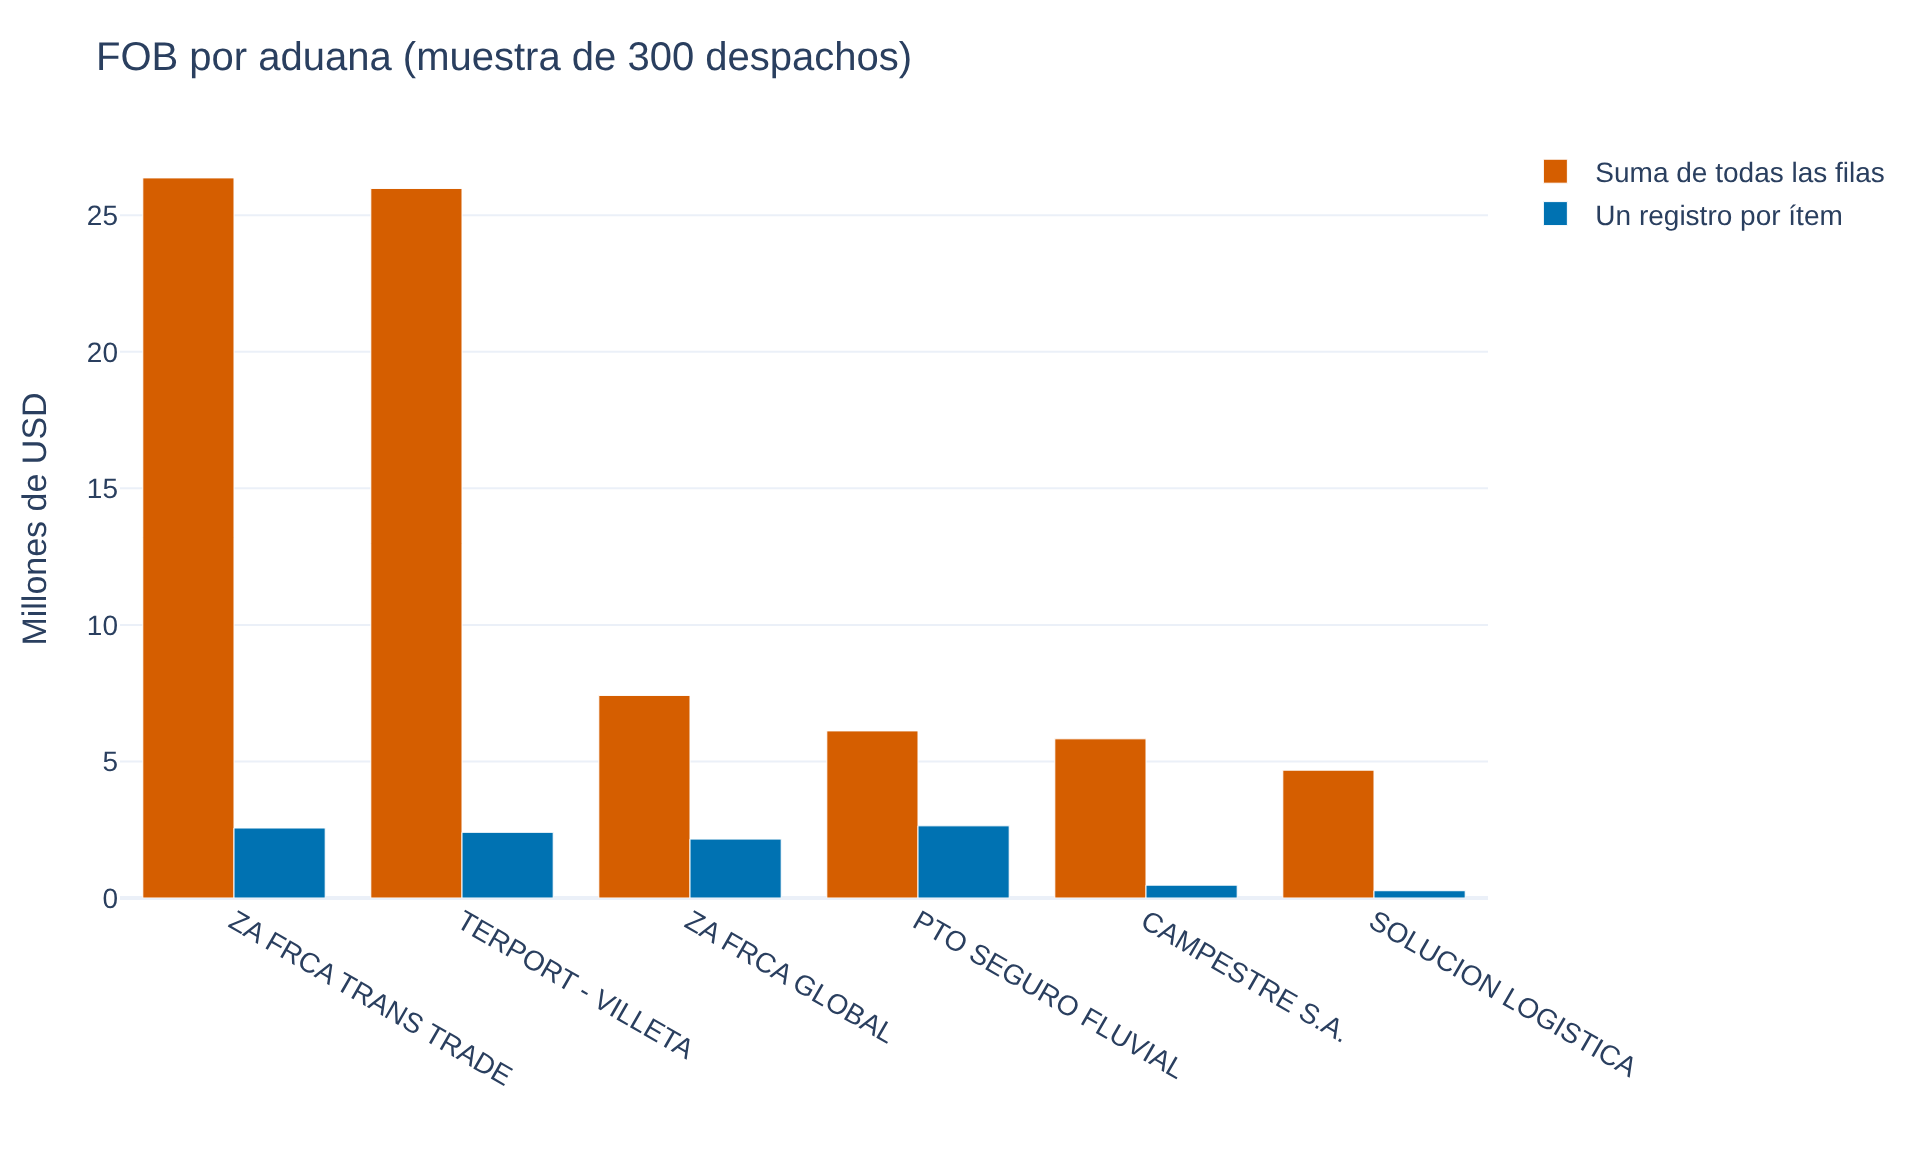 FOB por aduana (muestra de 300 despachos)
Suma de todas las filas
Un registro por ítem
Millones de USD
25
20
15
10
5
0
ZA FRCA TRANS TRADE
TERPORT - VILLETA
ZA FRCA GLOBAL
PTO SEGURO FLUVIAL
CAMPESTRE S.A.
SOLUCION LOGISTICA